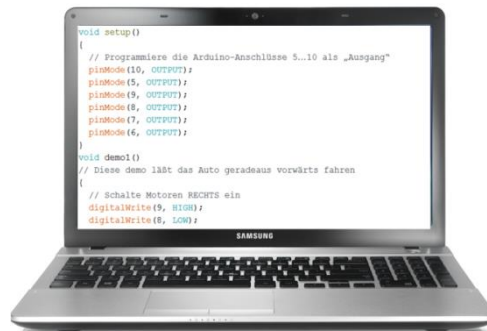 void setup()
{
// Programmiere die Arduino-Anschlüsse 5...10 als „Ausgang“
pinMode(10, OUTPUT);
pinMode(5, OUTPUT);
pinMode(9, OUTPUT);
pinMode(8, OUTPUT);
pinMode(7, OUTPUT);
pinMode(6, OUTPUT);
}
void demo1()
// Diese demo läßt das Auto geradeaus vorwärts fahren
{
// Schalte Motoren RECHTS ein
digitalWrite(9, HIGH);
digitalWrite(8, LOW);
SAMSUNG